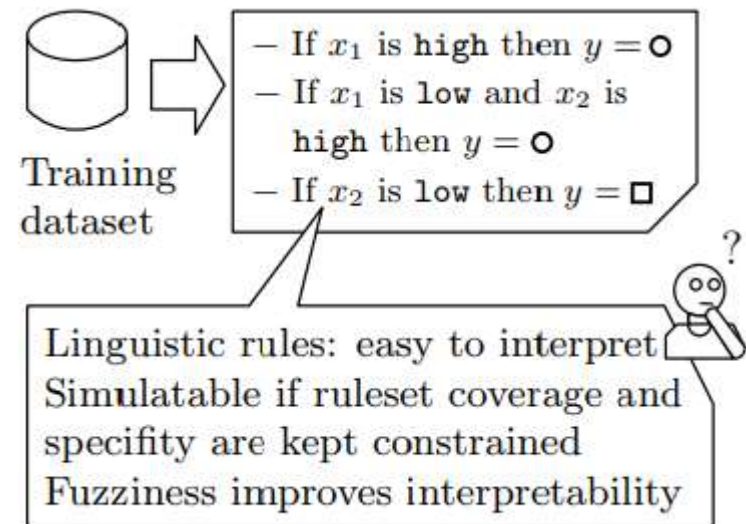 – If x₁ is high then y = O
– If x₁ is low and x₂ is
high then y = O
– If x₂ is low then y = □
Training
dataset
?
Linguistic rules: easy to interpret
Simulatable if ruleset coverage and
specifity are kept constrained
Fuzziness improves interpretability